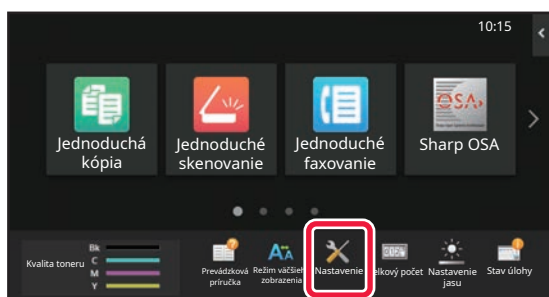 10:15
OSA
Jednoduchá
kópia
Jednoduché
skenovanie
Jednoduché
faxovanie
Sharp OSA
Kvalita toneru
Bk
C
M
Y
Prevádzková
príručka
Režim väčšieh
zobrazenia
Nastavenie
elkový počet
Nastavenie
jasu
Stav úlohy